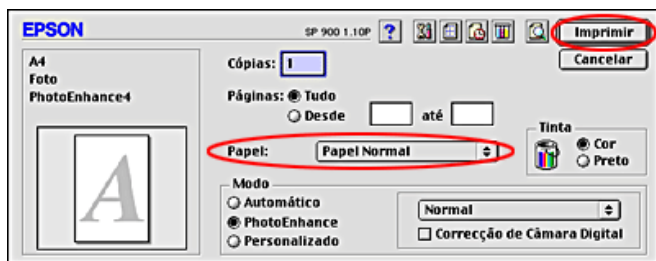 EPSON
SP 900 1.10P
?
Imprimir
Cancelar
A4
Foto
PhotoEnhance4
A
Cópias: 1
Páginas: Tudo
Desde até
Papel: Papel Normal
Tinta
Cor
Preto
Modo
Automático
PhotoEnhance
Personalizado
Normal
Correcção de Câmara Digital